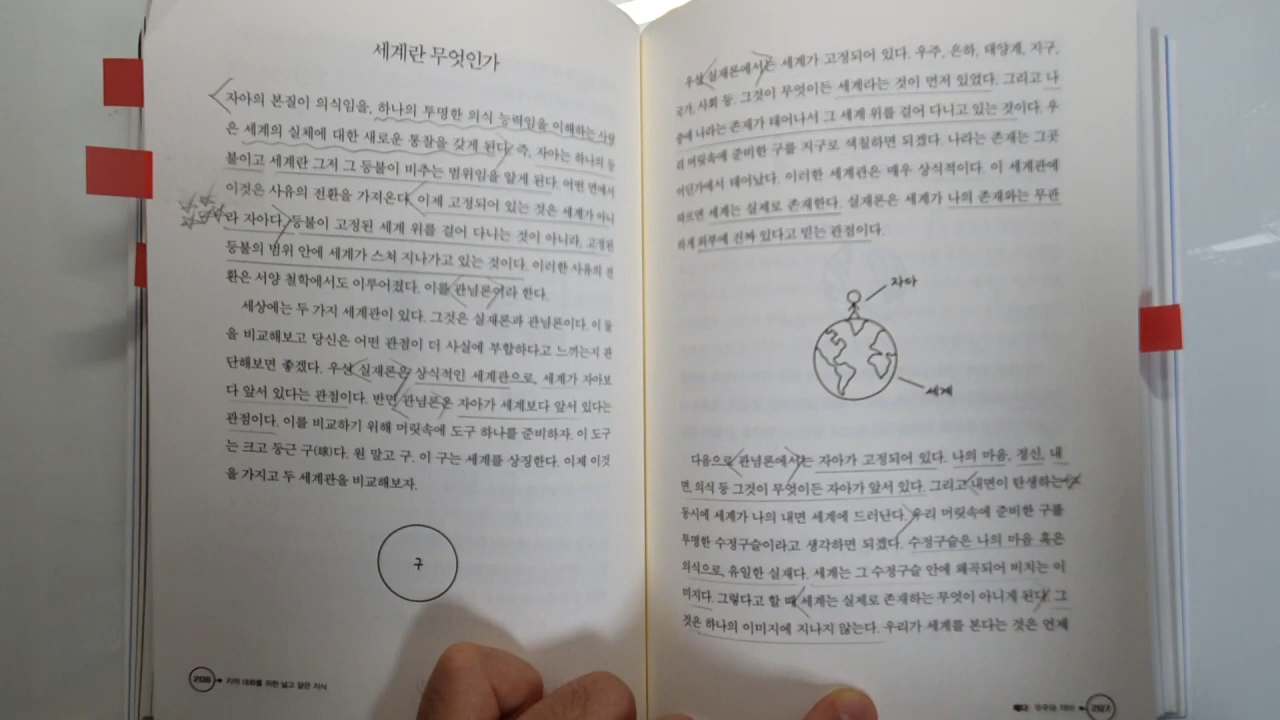 세계란 무엇인가
자아의 본질이 의식임을, 하나의 투명한 의식 능력임을 이해하는 사람
은 세계의 실체에 대한 새로운 통찰을 갖게 된다. 즉, 자아는 하나의 등
불이고 세계란 그저 그 등불이 비추는 범위임을 알게 된다. 어떤 면에서
이것은 사유의 전환을 가져온다. 이제 고정되어 있는 것은 세계가 아니
라 자아다. 등불이 고정된 세계 위를 걸어 다니는 것이 아니라, 고정된
등불의 범위 안에 세계가 스쳐 지나가고 있는 것이다. 이러한 사유의 전
환은 서양 철학에서도 이루어졌다. 이를 관념론이라 한다.
세상에는 두 가지 세계관이 있다. 그것은 실재론과 관념론이다. 이 둘
을 비교해보고 당신은 어떤 관점이 더 사실에 부합하다고 느끼는지 판
단해보면 좋겠다. 우선 실재론은 상식적인 세계관으로, 세계가 자아보
다 앞서 있다는 관점이다. 반면 관념론은 자아가 세계보다 앞서 있다는
관점이다. 이를 비교하기 위해 머릿속에 도구 하나를 준비하자. 이 도구
는 크고 둥근 구(球)다. 원 말고 구. 이 구는 세계를 상징한다. 이제 이것
을 가지고 두 세계관을 비교해보자.
구
206 지적 대화를 위한 넓고 얕은 지식
우선 실재론에서는 세계가 고정되어 있다. 우주, 은하, 태양계, 지구,
국가, 사회 등. 그것이 무엇이든 세계라는 것이 먼저 있었다. 그리고 나
중에 나라는 존재가 태어나서 그 세계 위를 걸어 다니고 있는 것이다. 우
리 머릿속에 준비한 구를 지구로 색칠하면 되겠다. 나라는 존재는 그곳
어딘가에서 태어났다. 이러한 세계관은 매우 상식적이다. 이 세계관에
따르면 세계는 실제로 존재한다. 실재론은 세계가 나의 존재와는 무관
하게 외부에 진짜 있다고 믿는 관점이다.
자아
세계
다음으로 관념론에서는 자아가 고정되어 있다. 나의 마음, 정신, 내
면, 의식 등 그것이 무엇이든 자아가 앞서 있다. 그리고 내면이 탄생하는
동시에 세계가 나의 내면 세계에 드러난다. 우리 머릿속에 준비한 구를
투명한 수정구슬이라고 생각하면 되겠다. 수정구슬은 나의 마음 혹은
의식으로, 유일한 실재다. 세계는 그 수정구슬 안에 왜곡되어 비치는 이
미지다. 그렇다고 할 때 세계는 실제로 존재하는 무엇이 아니게 된다. 그
것은 하나의 이미지에 지나지 않는다. 우리가 세계를 본다는 것은 언제
베다: 우주와 자아 207